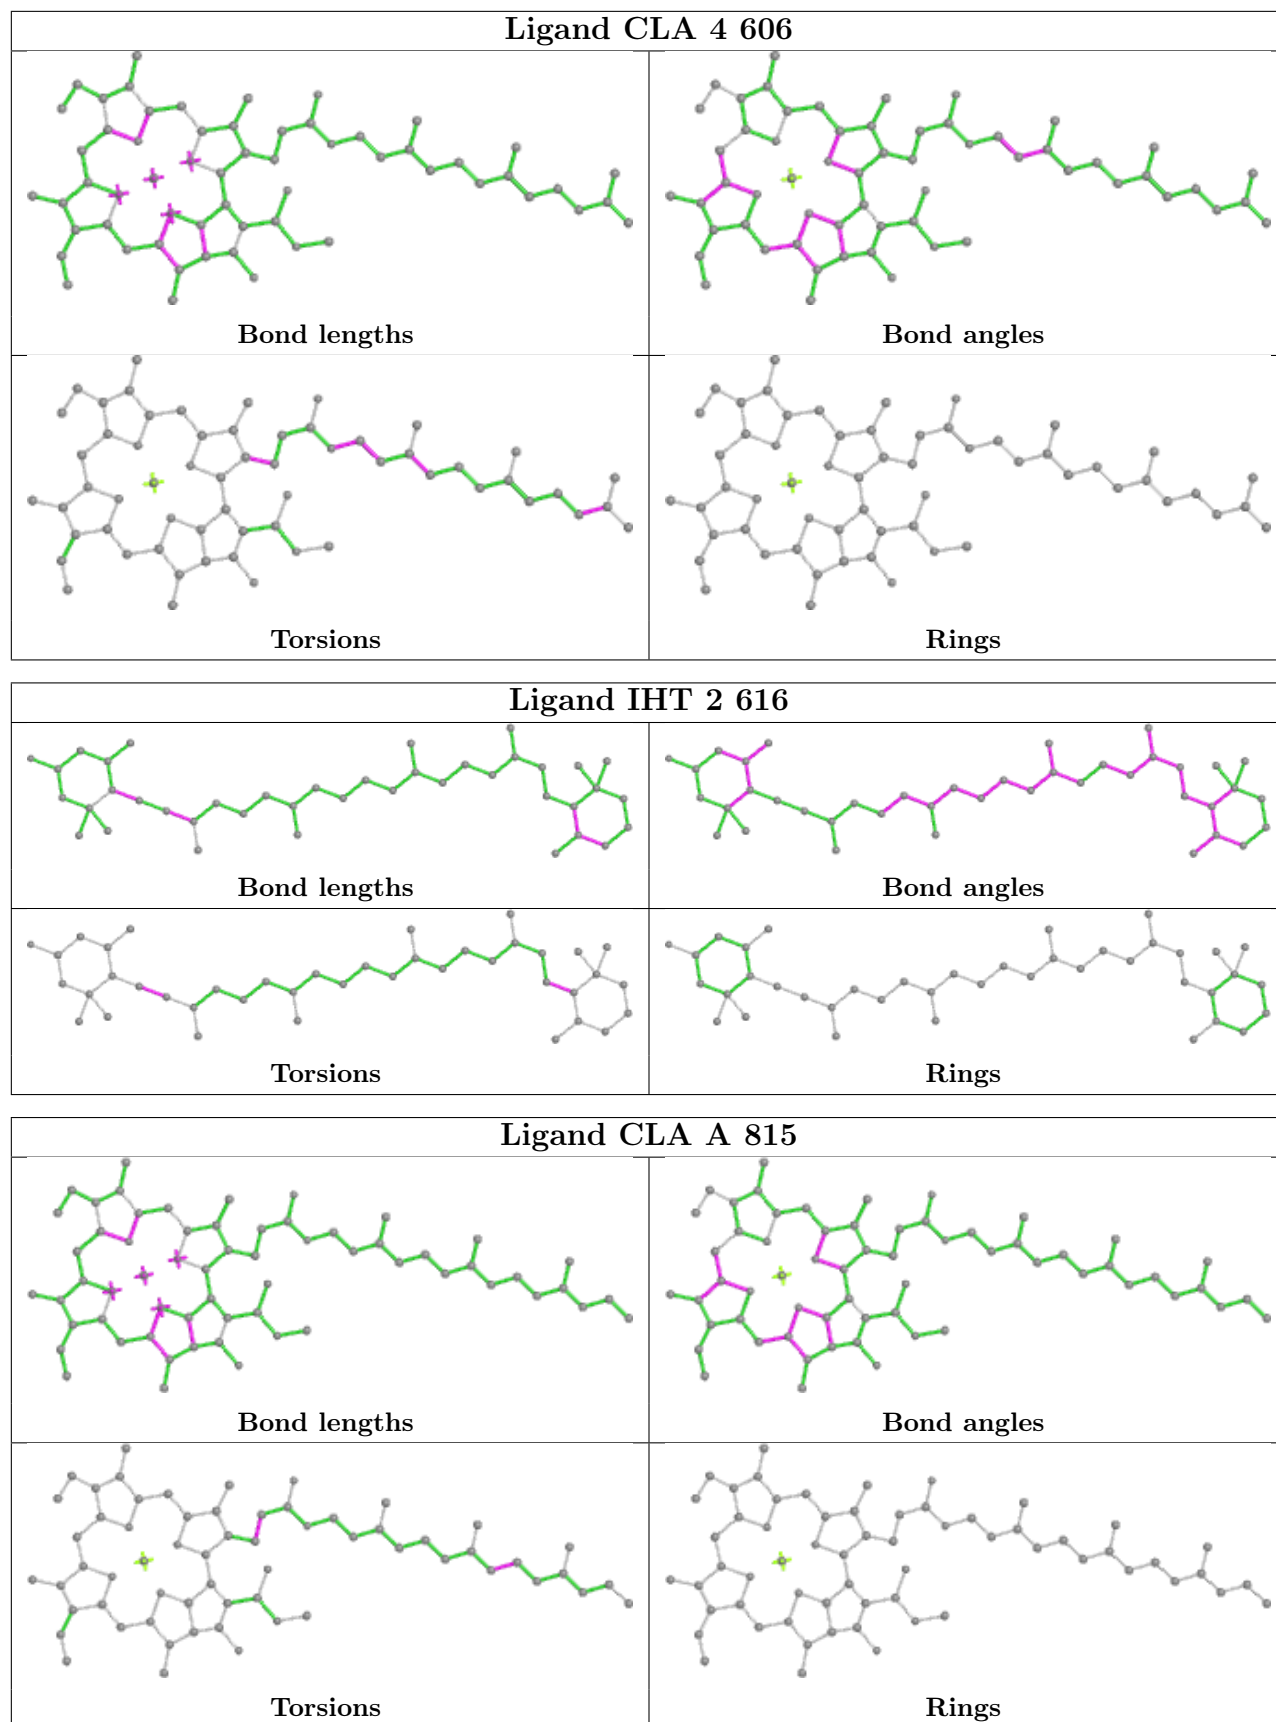 Ligand CLA 4 606
Bond lengths
Bond angles
Torsions
Rings
Ligand IHT 2 616
Bond lengths
Bond angles
Torsions
Rings
Ligand CLA A 815
Bond lengths
Bond angles
Torsions
Rings